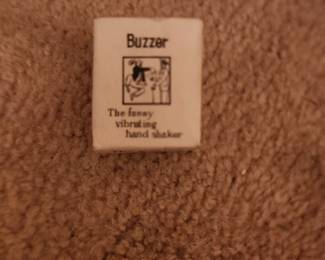 Buzzer
The funny
vibrating
hand shaker